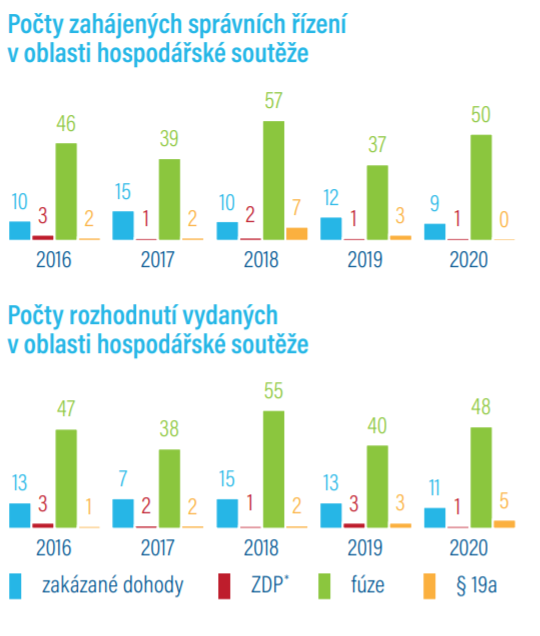 Počty zahájených správních řízení
v oblasti hospodářské soutěže
10 3 46 2 15 1 39 2 10 2 57 7 12 1 37 3 9 1 50 0
2016 2017 2018 2019 2020
Počty rozhodnutí vydaných
v oblasti hospodářské soutěže
13 3 47 1 7 2 38 2 15 1 55 2 13 3 40 3 11 1 48 5
2016 2017 2018 2019 2020
zakázané dohody ZDP* fúze § 19a